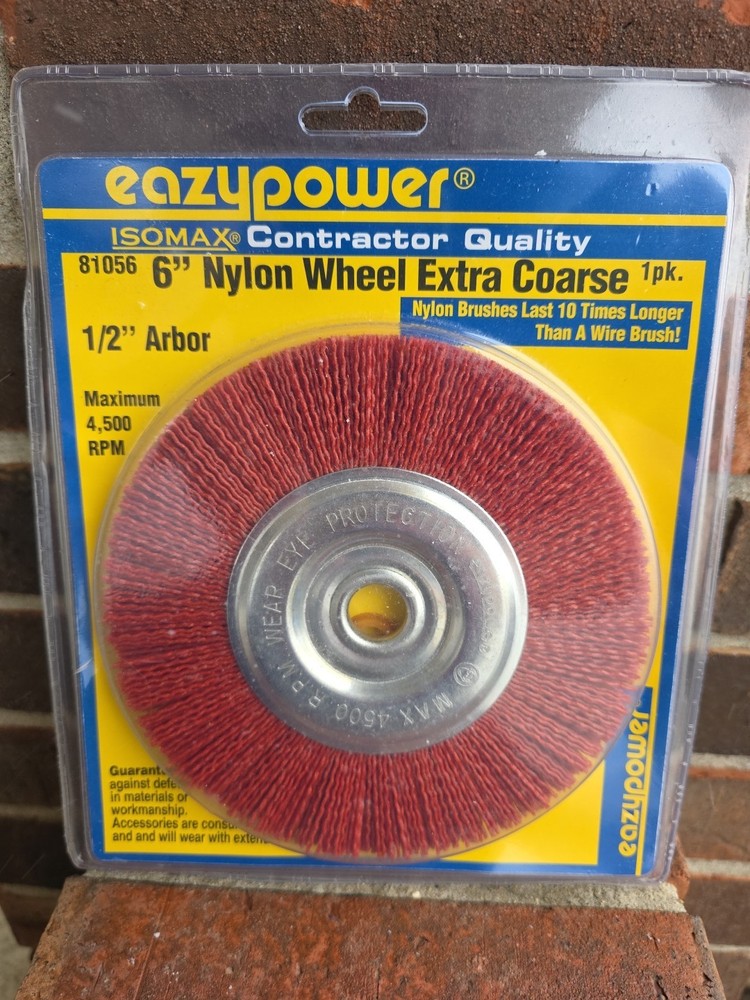 eazypower®
ISOMAX® Contractor Quality
81056 6" Nylon Wheel Extra Coarse 1pk.
Nylon Brushes Last 10 Times Longer
Than A Wire Brush!
1/2" Arbor
Maximum
4,500
RPM
WEAR EYE PROTECTION
MAX 4500 RPM
Guarant
against defe
in materials or
workmanship.
Accessories are consu
and and will wear with exten
eazypower